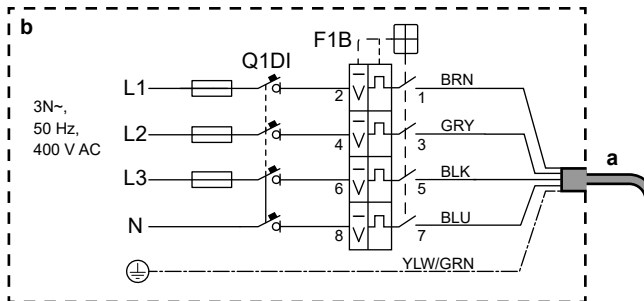 b
F1B
Q1DI
L1
2
1
BRN
3N~,
50 Hz,
400 V AC
L2
4
3
GRY
L3
6
5
BLK
a
N
8
7
BLU
YLW/GRN